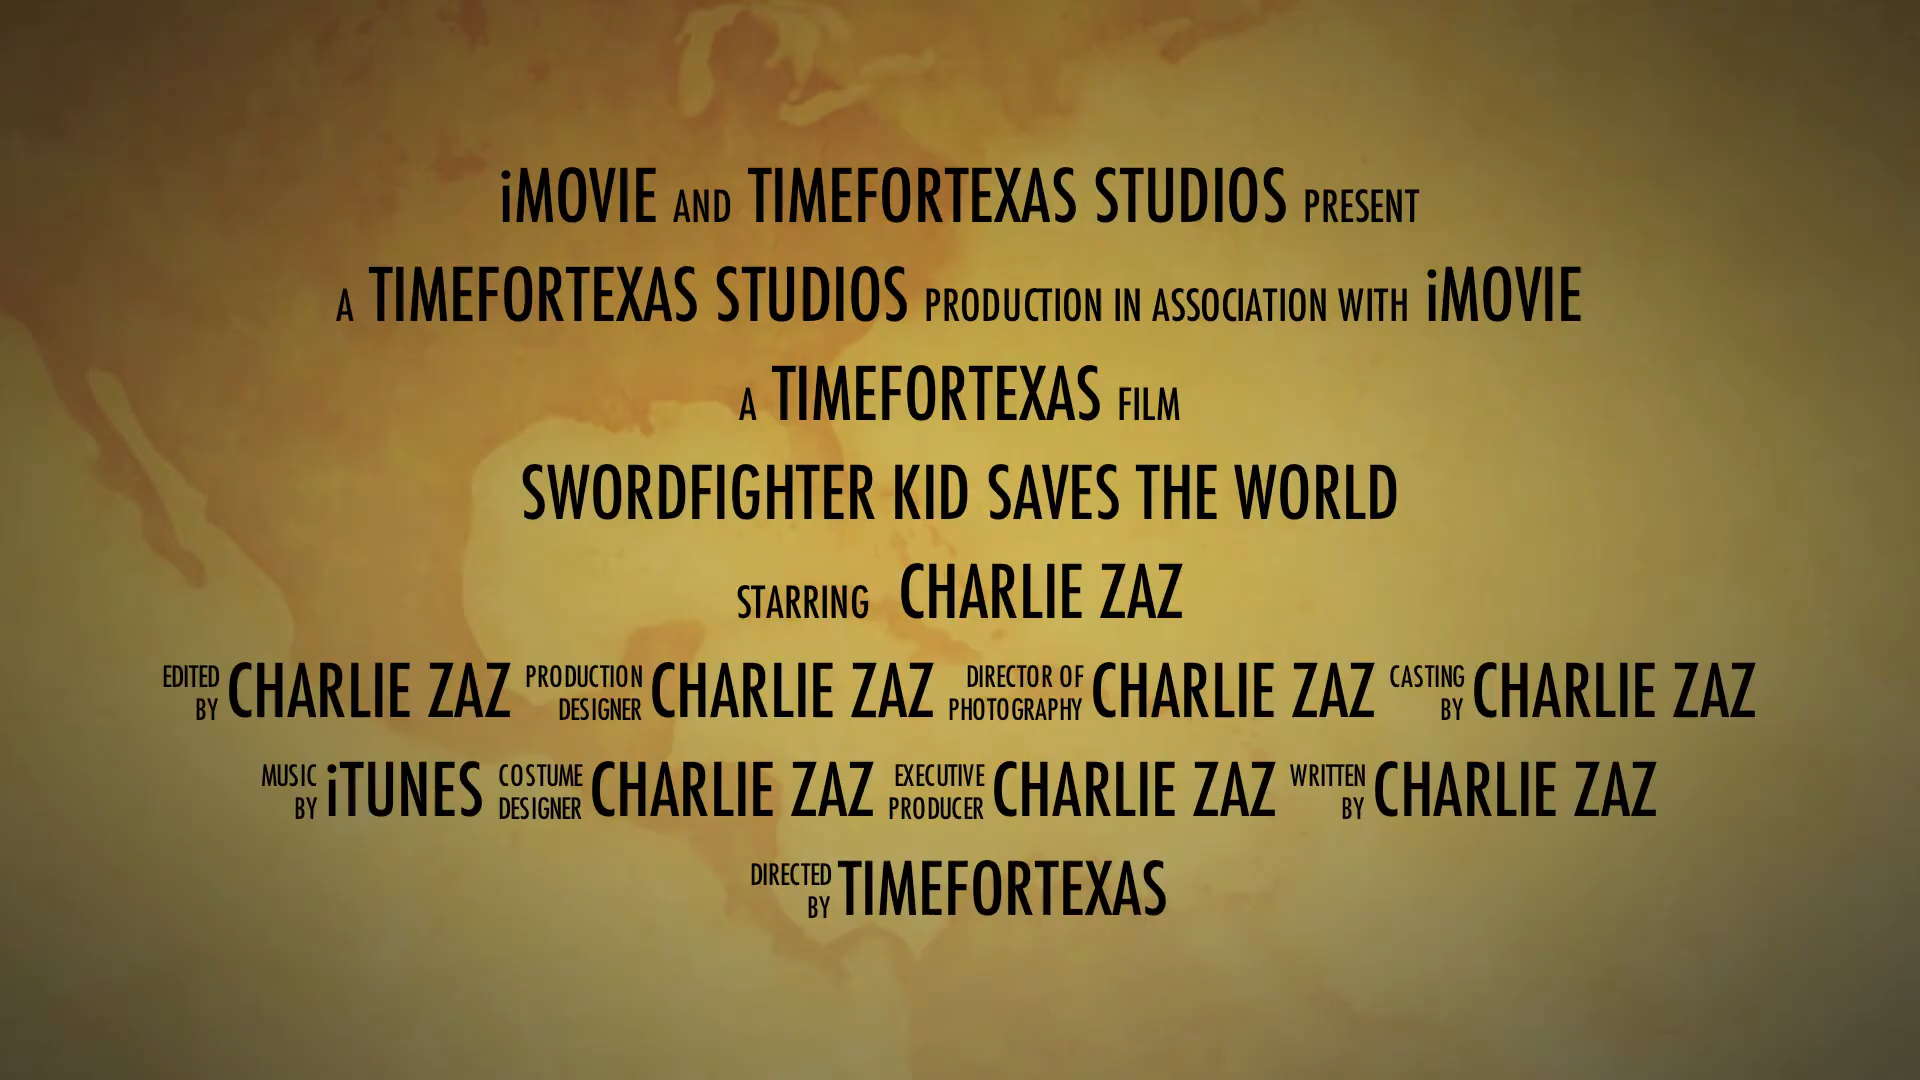 iMOVIE AND TIMEFORTEXAS STUDIOS PRESENT
A TIMEFORTEXAS STUDIOS PRODUCTION IN ASSOCIATION WITH iMOVIE
A TIMEFORTEXAS FILM
SWORDFIGHTER KID SAVES THE WORLD
STARRING CHARLIE ZAZ
EDITED BY CHARLIE ZAZ PRODUCTION DESIGNER CHARLIE ZAZ DIRECTOR OF PHOTOGRAPHY CHARLIE ZAZ CASTING BY CHARLIE ZAZ
MUSIC BY iTUNES COSTUME DESIGNER CHARLIE ZAZ EXECUTIVE PRODUCER CHARLIE ZAZ WRITTEN BY CHARLIE ZAZ
DIRECTED BY TIMEFORTEXAS